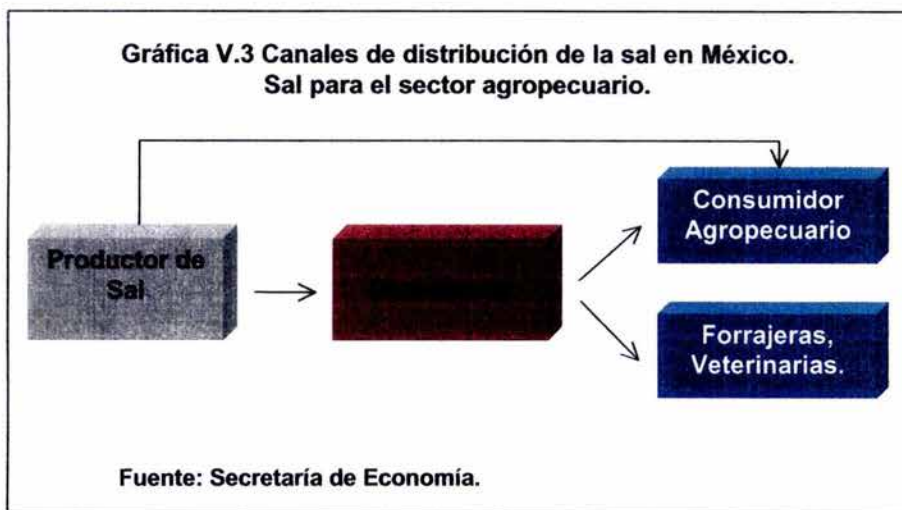 Gráfica V.3 Canales de distribución de la sal en México.
Sal para el sector agropecuario.
Consumidor
Agropecuario
Productor de
Sal
Forrajeras,
Veterinarias.
Fuente: Secretaría de Economía.